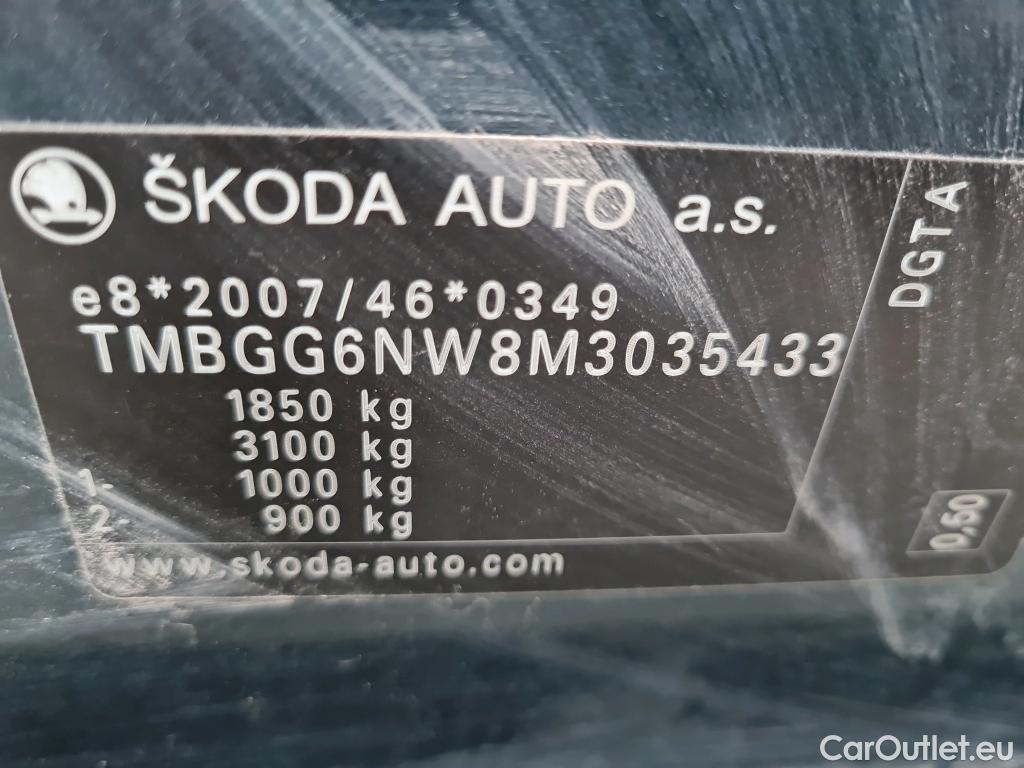 ŠKODA AUTO a.s.
e8*2007/46*0349
TMBGG6NW8M3035433
1850 kg
3100 kg
1- 1000 kg
2- 900 kg
www.skoda-auto.com
DGTA
0,50
CarOutlet.eu